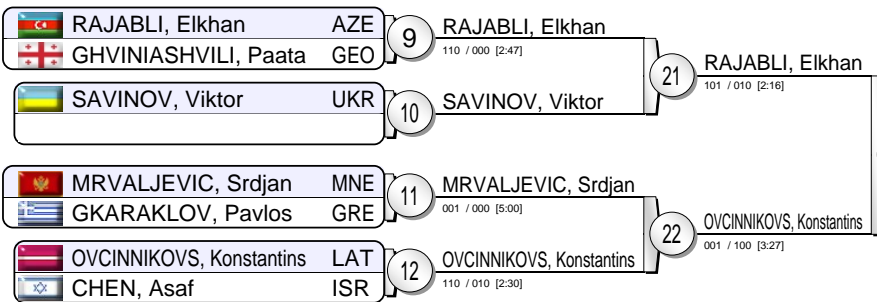 RAJABLI, Elkhan AZE
GHVINIASHVILI, Paata GEO
9
RAJABLI, Elkhan
110 / 000 [2:47]
SAVINOV, Viktor UKR
10
SAVINOV, Viktor
21
RAJABLI, Elkhan
101 / 010 [2:16]
MRVALJEVIC, Srdjan MNE
GKARAKLOV, Pavlos GRE
11
MRVALJEVIC, Srdjan
001 / 000 [5:00]
OVCINNIKOVS, Konstantins LAT
CHEN, Asaf ISR
12
OVCINNIKOVS, Konstantins
110 / 010 [2:30]
22
OVCINNIKOVS, Konstantins
001 / 100 [3:27]